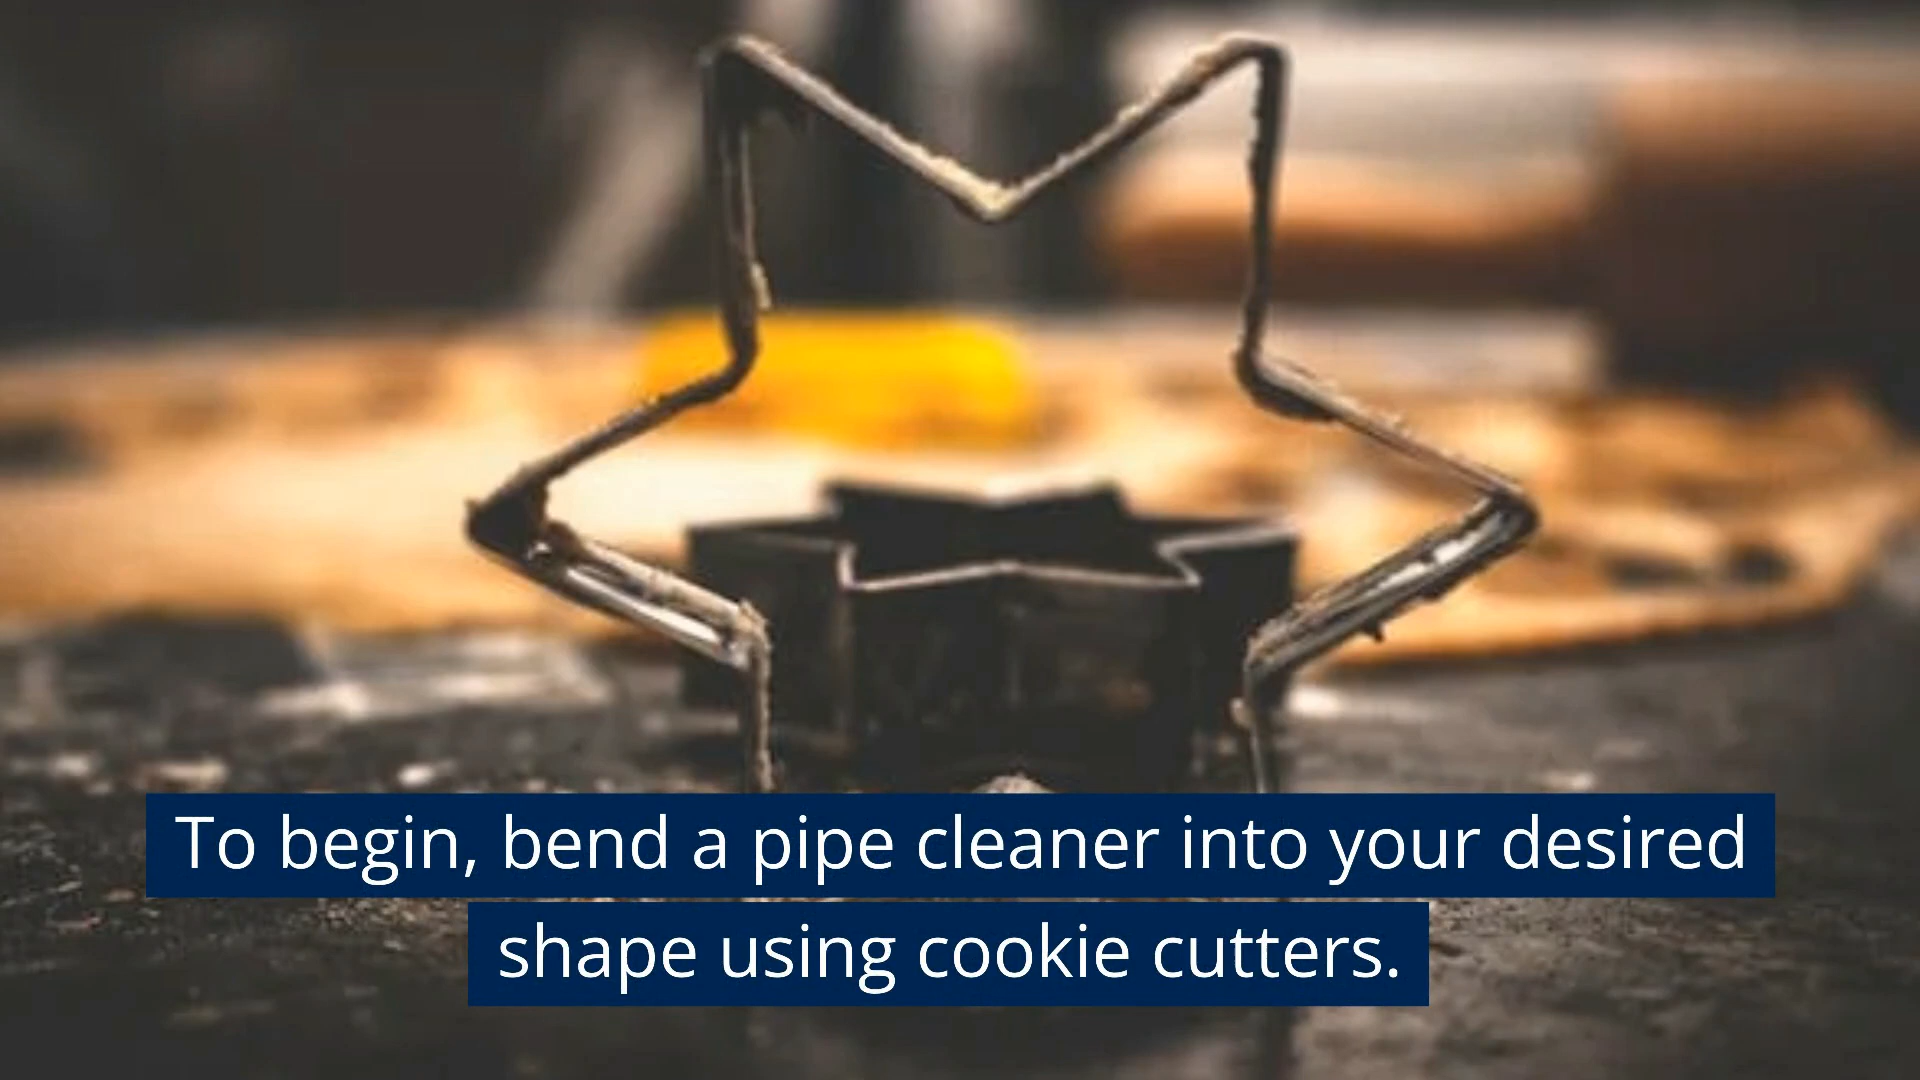 To begin, bend a pipe cleaner into your desired
shape using cookie cutters.